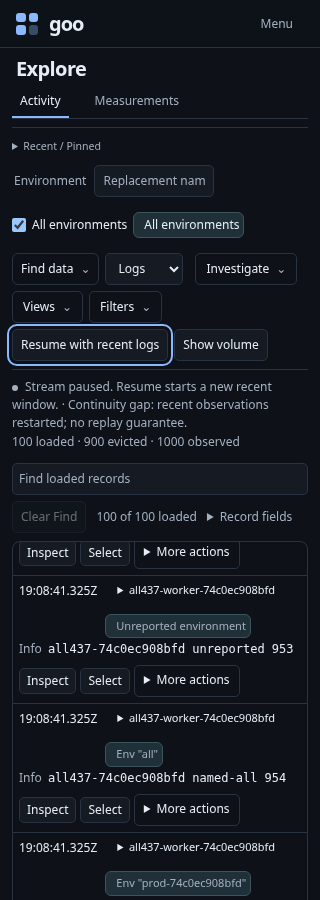 goo
Menu
Explore
Activity
Measurements
Recent / Pinned
Environment
Replacement nam
All environments
All environments
Find data
Logs
Investigate
Views
Filters
Resume with recent logs
Show volume
Stream paused. Resume starts a new recent
window. · Continuity gap: recent observations
restarted; no replay guarantee.
100 loaded · 900 evicted · 1000 observed
Find loaded records
Clear Find
100 of 100 loaded
Record fields
Inspect
Select
More actions
19:08:41.325Z
all437-worker-74c0ec908bfd
Unreported environment
Info all437-74c0ec908bfd unreported 953
Inspect
Select
More actions
19:08:41.325Z
all437-worker-74c0ec908bfd
Env "all"
Info all437-74c0ec908bfd named-all 954
Inspect
Select
More actions
19:08:41.325Z
all437-worker-74c0ec908bfd
Env "prod-74c0ec908bfd"